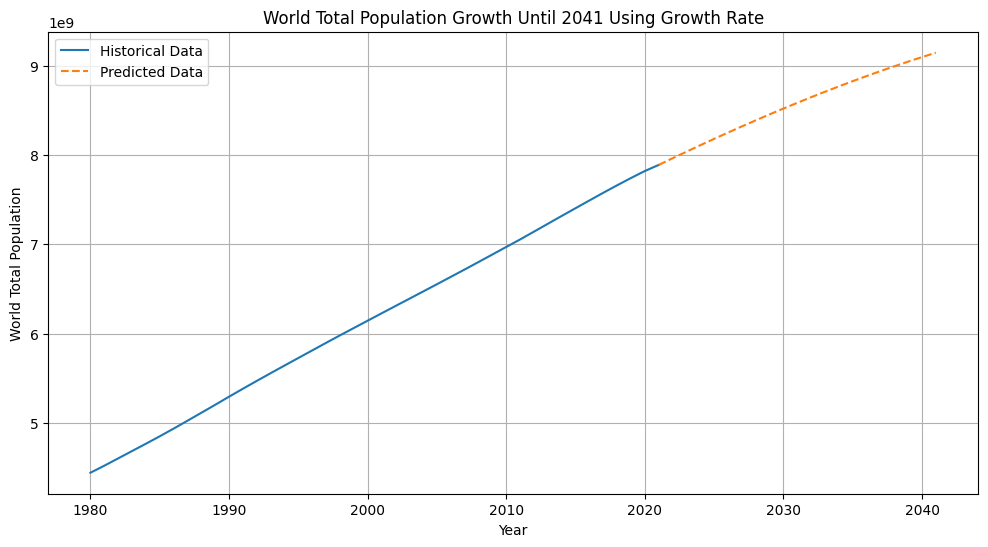 World Total Population Growth Until 2041 Using Growth Rate
1e9
Historical Data
Predicted Data
9
8
7
6
5
World Total Population
1980 1990 2000 2010 2020 2030 2040
Year